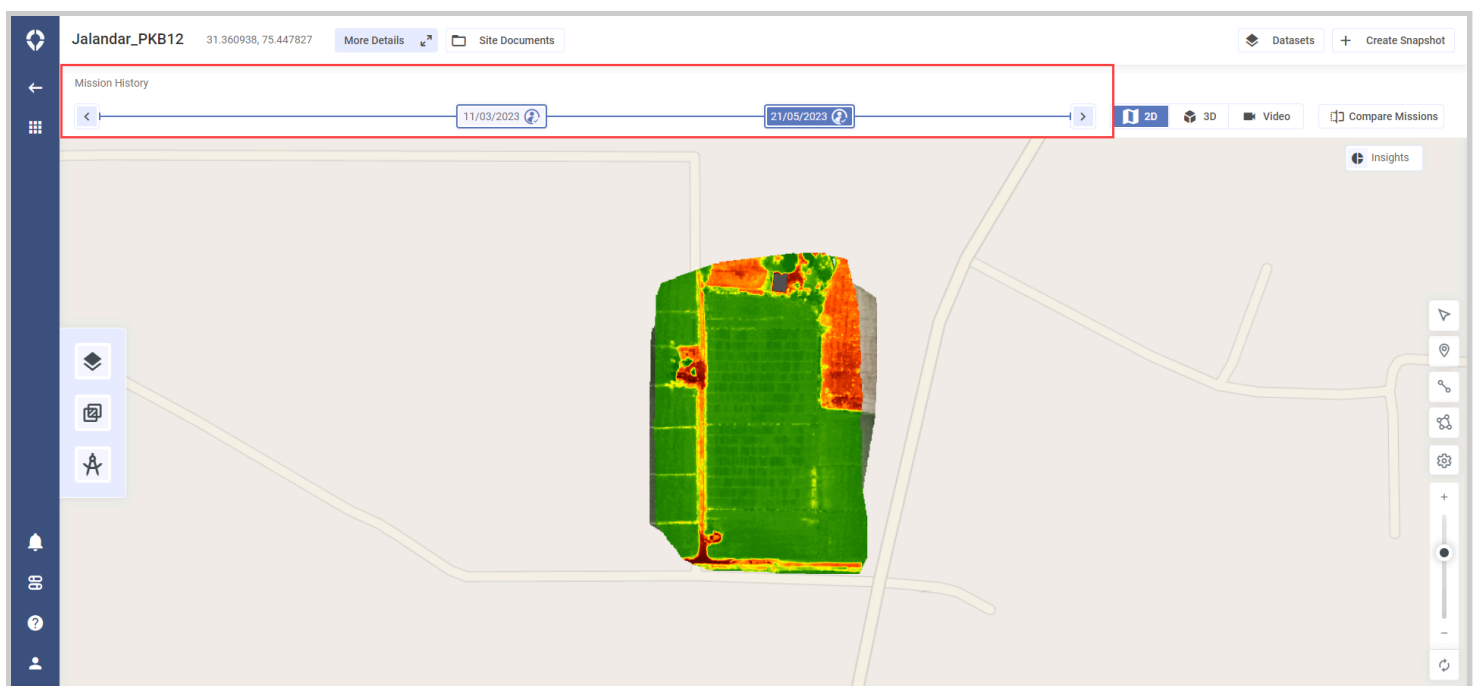 Jalandar_PKB12 31.360938, 75.447827 More Details Site Documents Datasets + Create Snapshot
Mission History
11/03/2023 21/05/2023 2D 3D Video Compare Missions
Insights